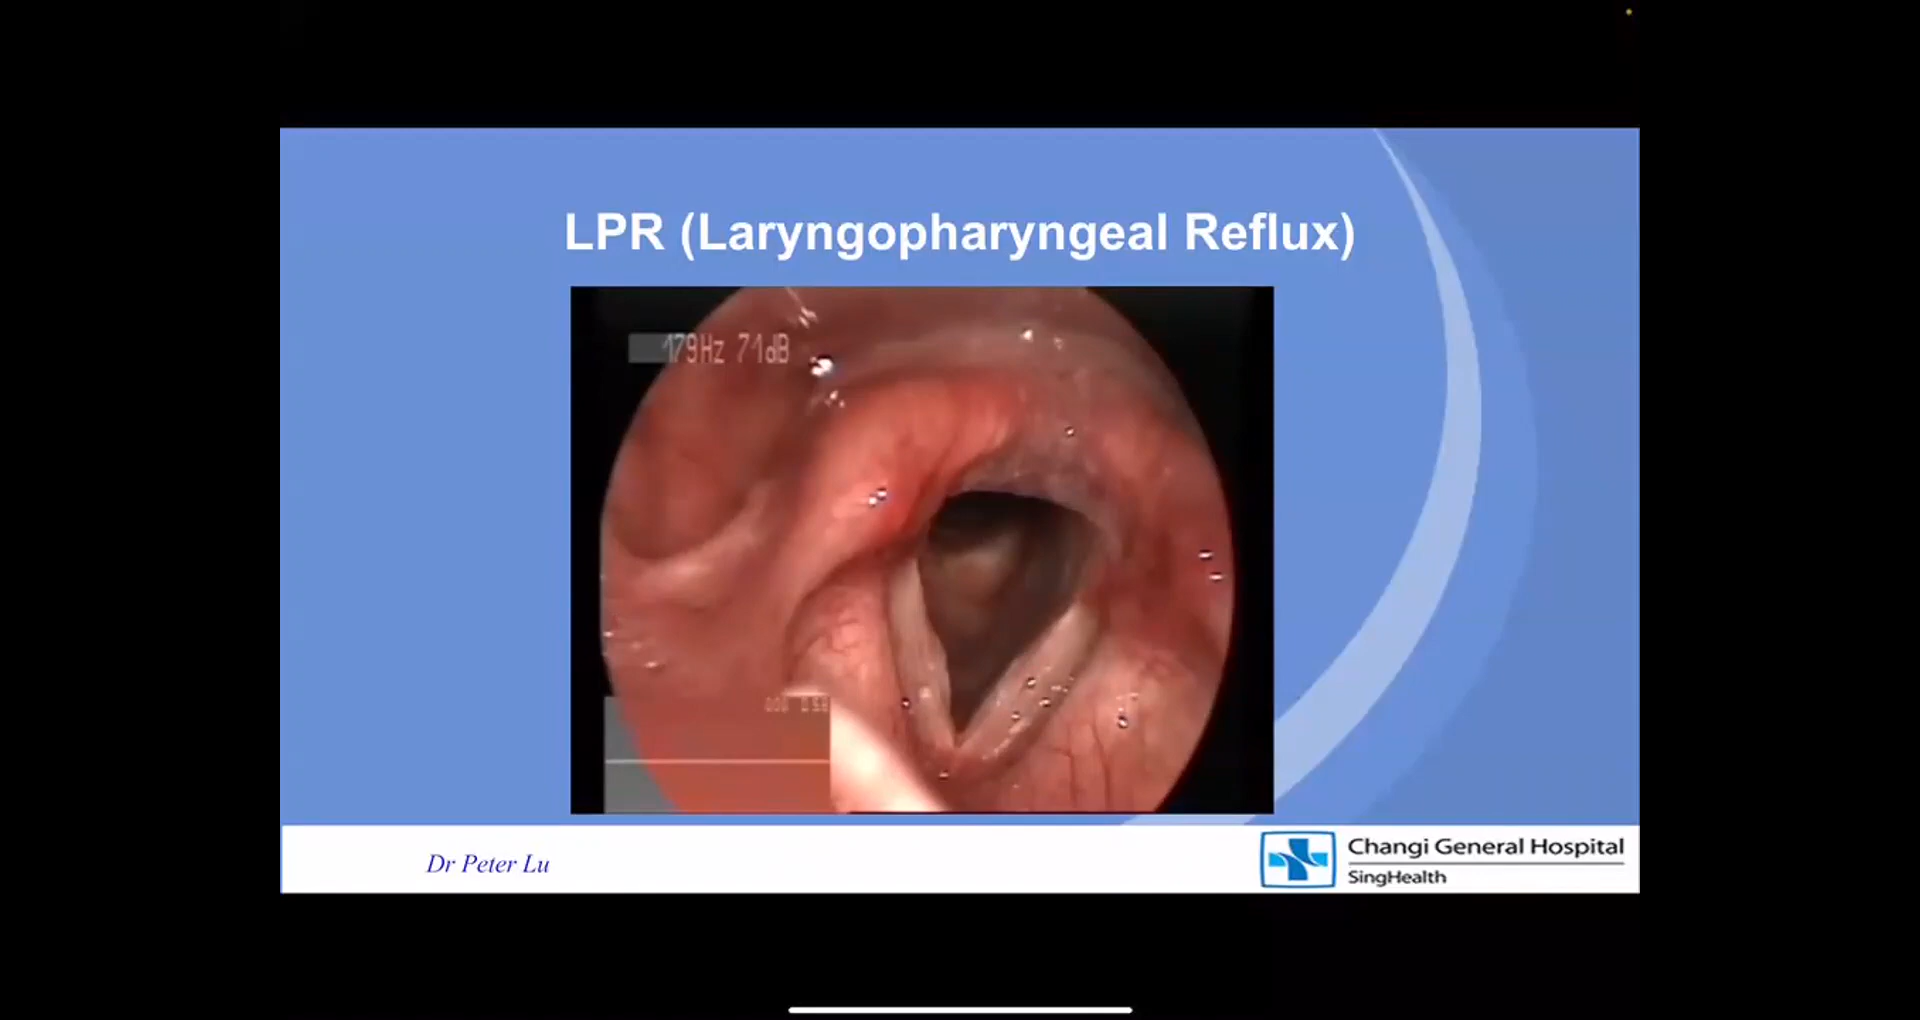 LPR (Laryngopharyngeal Reflux)
179Hz 71dB
Dr Peter Lu
Changi General Hospital
SingHealth